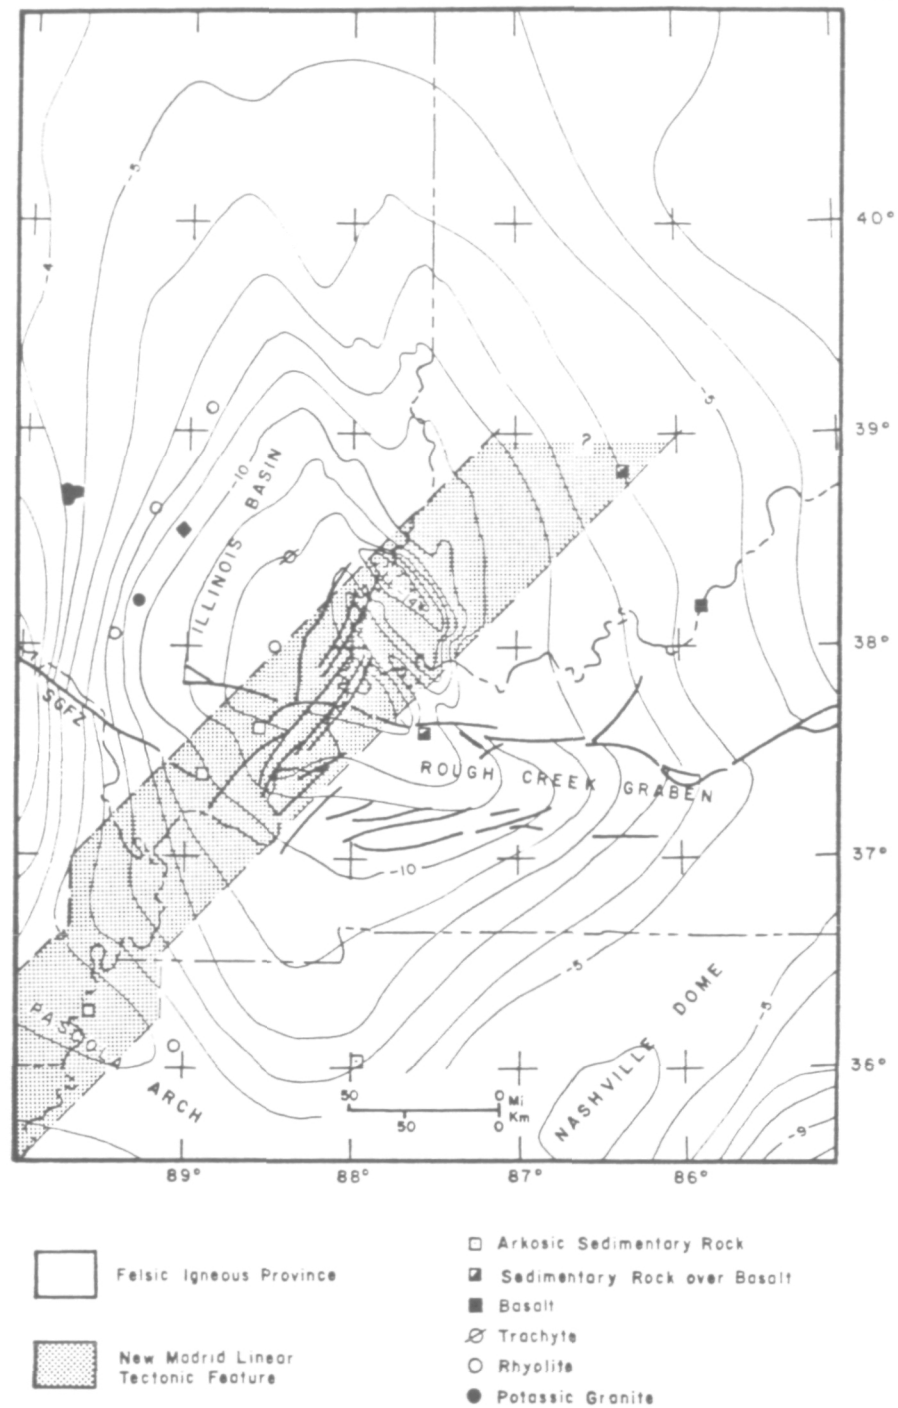 -5
40°
-4
-5
39°
?
-10
ILLINOIS BASIN
-14
38°
SGFZ
ROUGH CREEK GRABEN
37°
-10
-5
NASHVILLE DOME
-5
PASCOLA ARCH
36°
50 0 Mi
50 0 Km
-9
89° 88° 87° 86°
Felsic Igneous Province
New Madrid Linear
Tectonic Feature
Arkosic Sedimentary Rock
Sedimentary Rock over Basalt
Basalt
Trachyte
Rhyolite
Potassic Granite